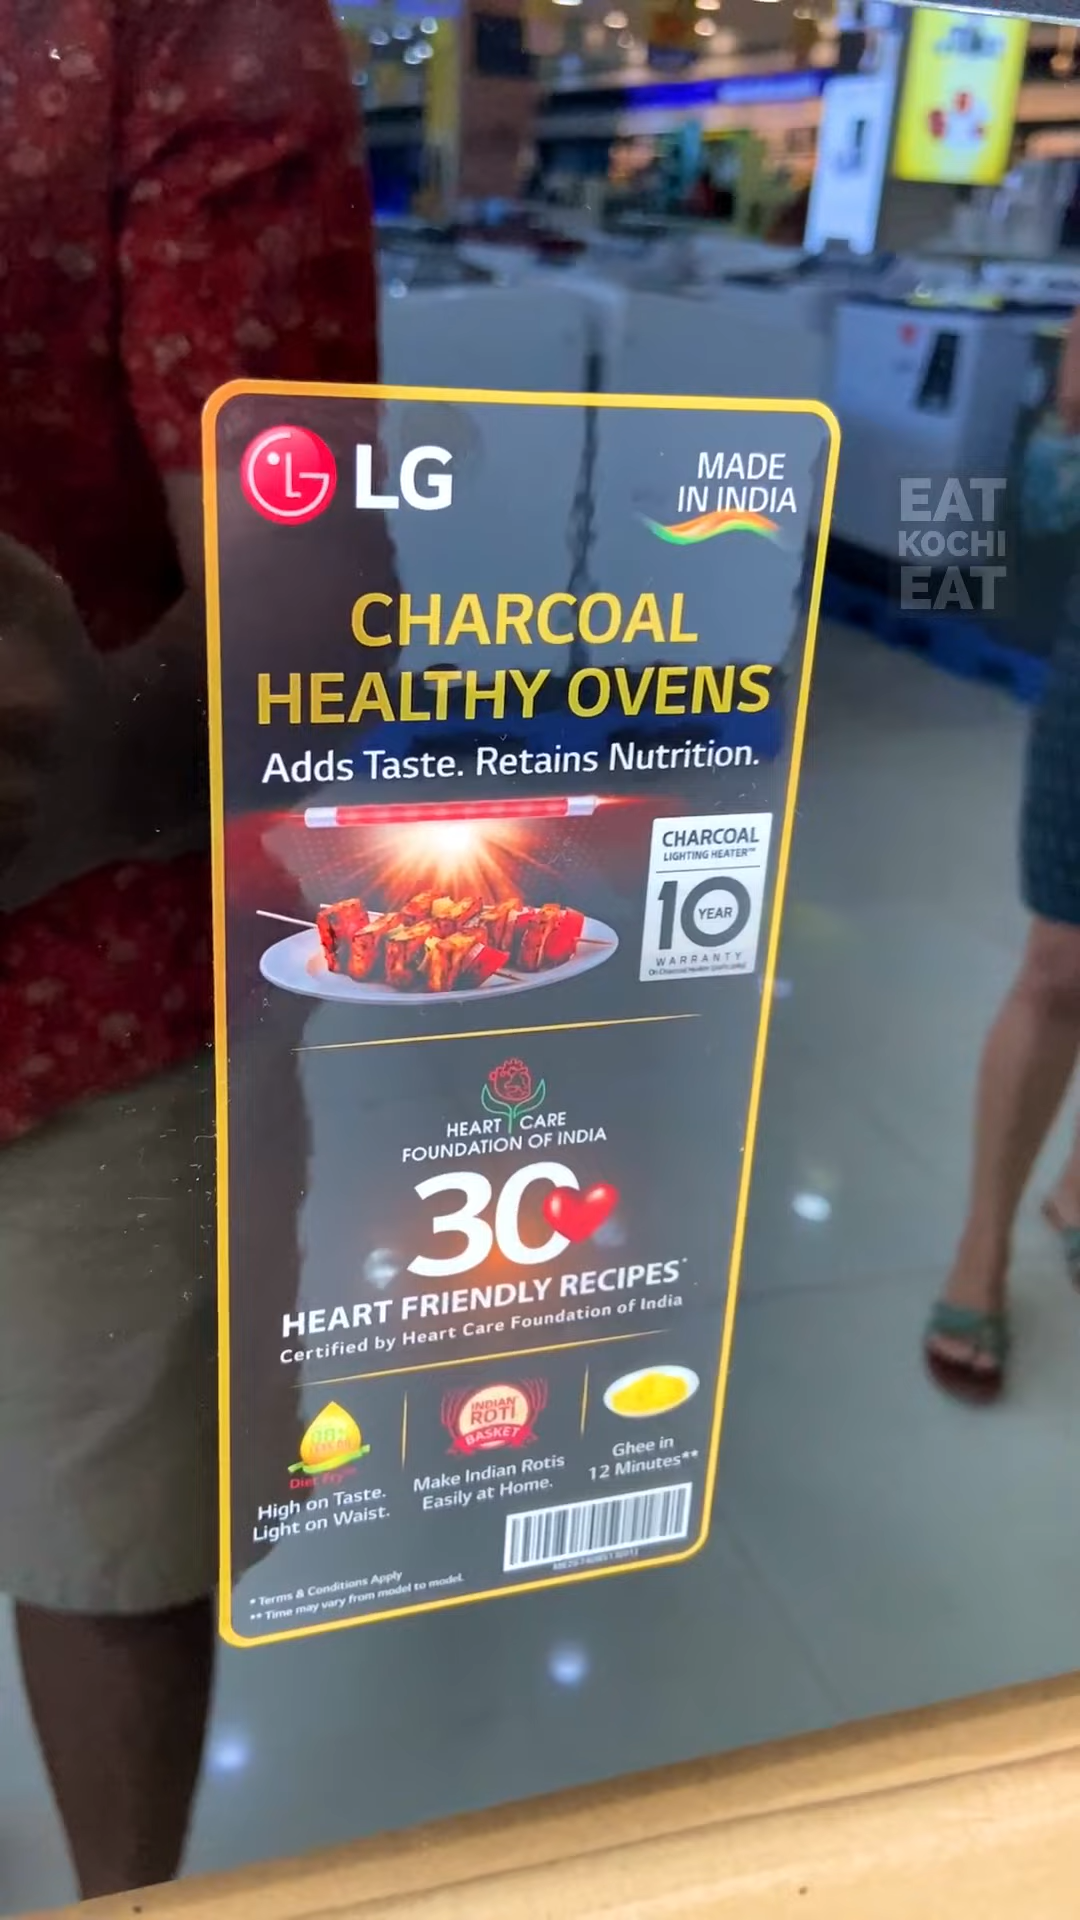 LG
MADE
IN INDIA
EAT
KOCHI
EAT
CHARCOAL
HEALTHY OVENS
Adds Taste. Retains Nutrition.
CHARCOAL
LIGHTING HEATER™
10
YEAR
WARRANTY
HEART CARE
FOUNDATION OF INDIA
30
HEART FRIENDLY RECIPES*
Certified by Heart Care Foundation of India
Diet Fry™
High on Taste.
Light on Waist.
INDIAN
ROTI
BASKET
Make Indian Rotis
Easily at Home.
Ghee in
12 Minutes**
* Terms & Conditions Apply
** Time may vary from model to model.